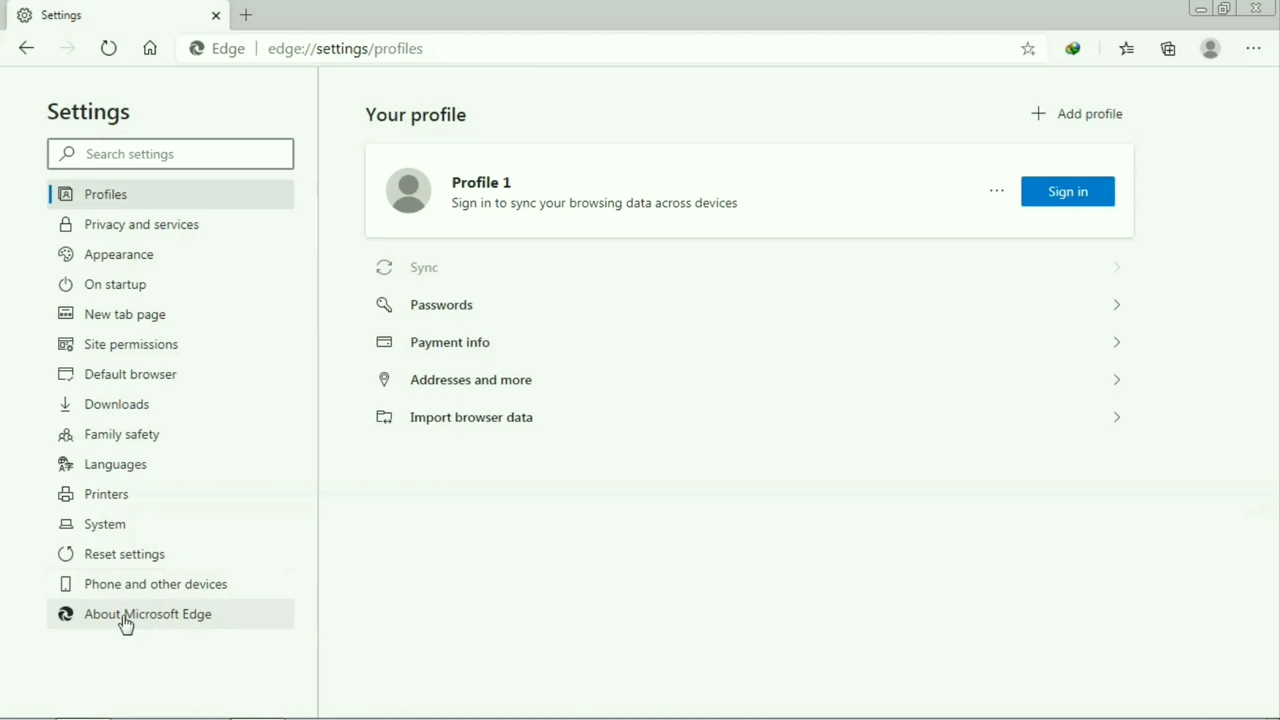 Settings
Edge
edge://settings/profiles
Settings
Search settings
Profiles
Privacy and services
Appearance
On startup
New tab page
Site permissions
Default browser
Downloads
Family safety
Languages
Printers
System
Reset settings
Phone and other devices
About Microsoft Edge
Your profile
Add profile
Profile 1
Sign in to sync your browsing data across devices
Sign in
Sync
Passwords
Payment info
Addresses and more
Import browser data